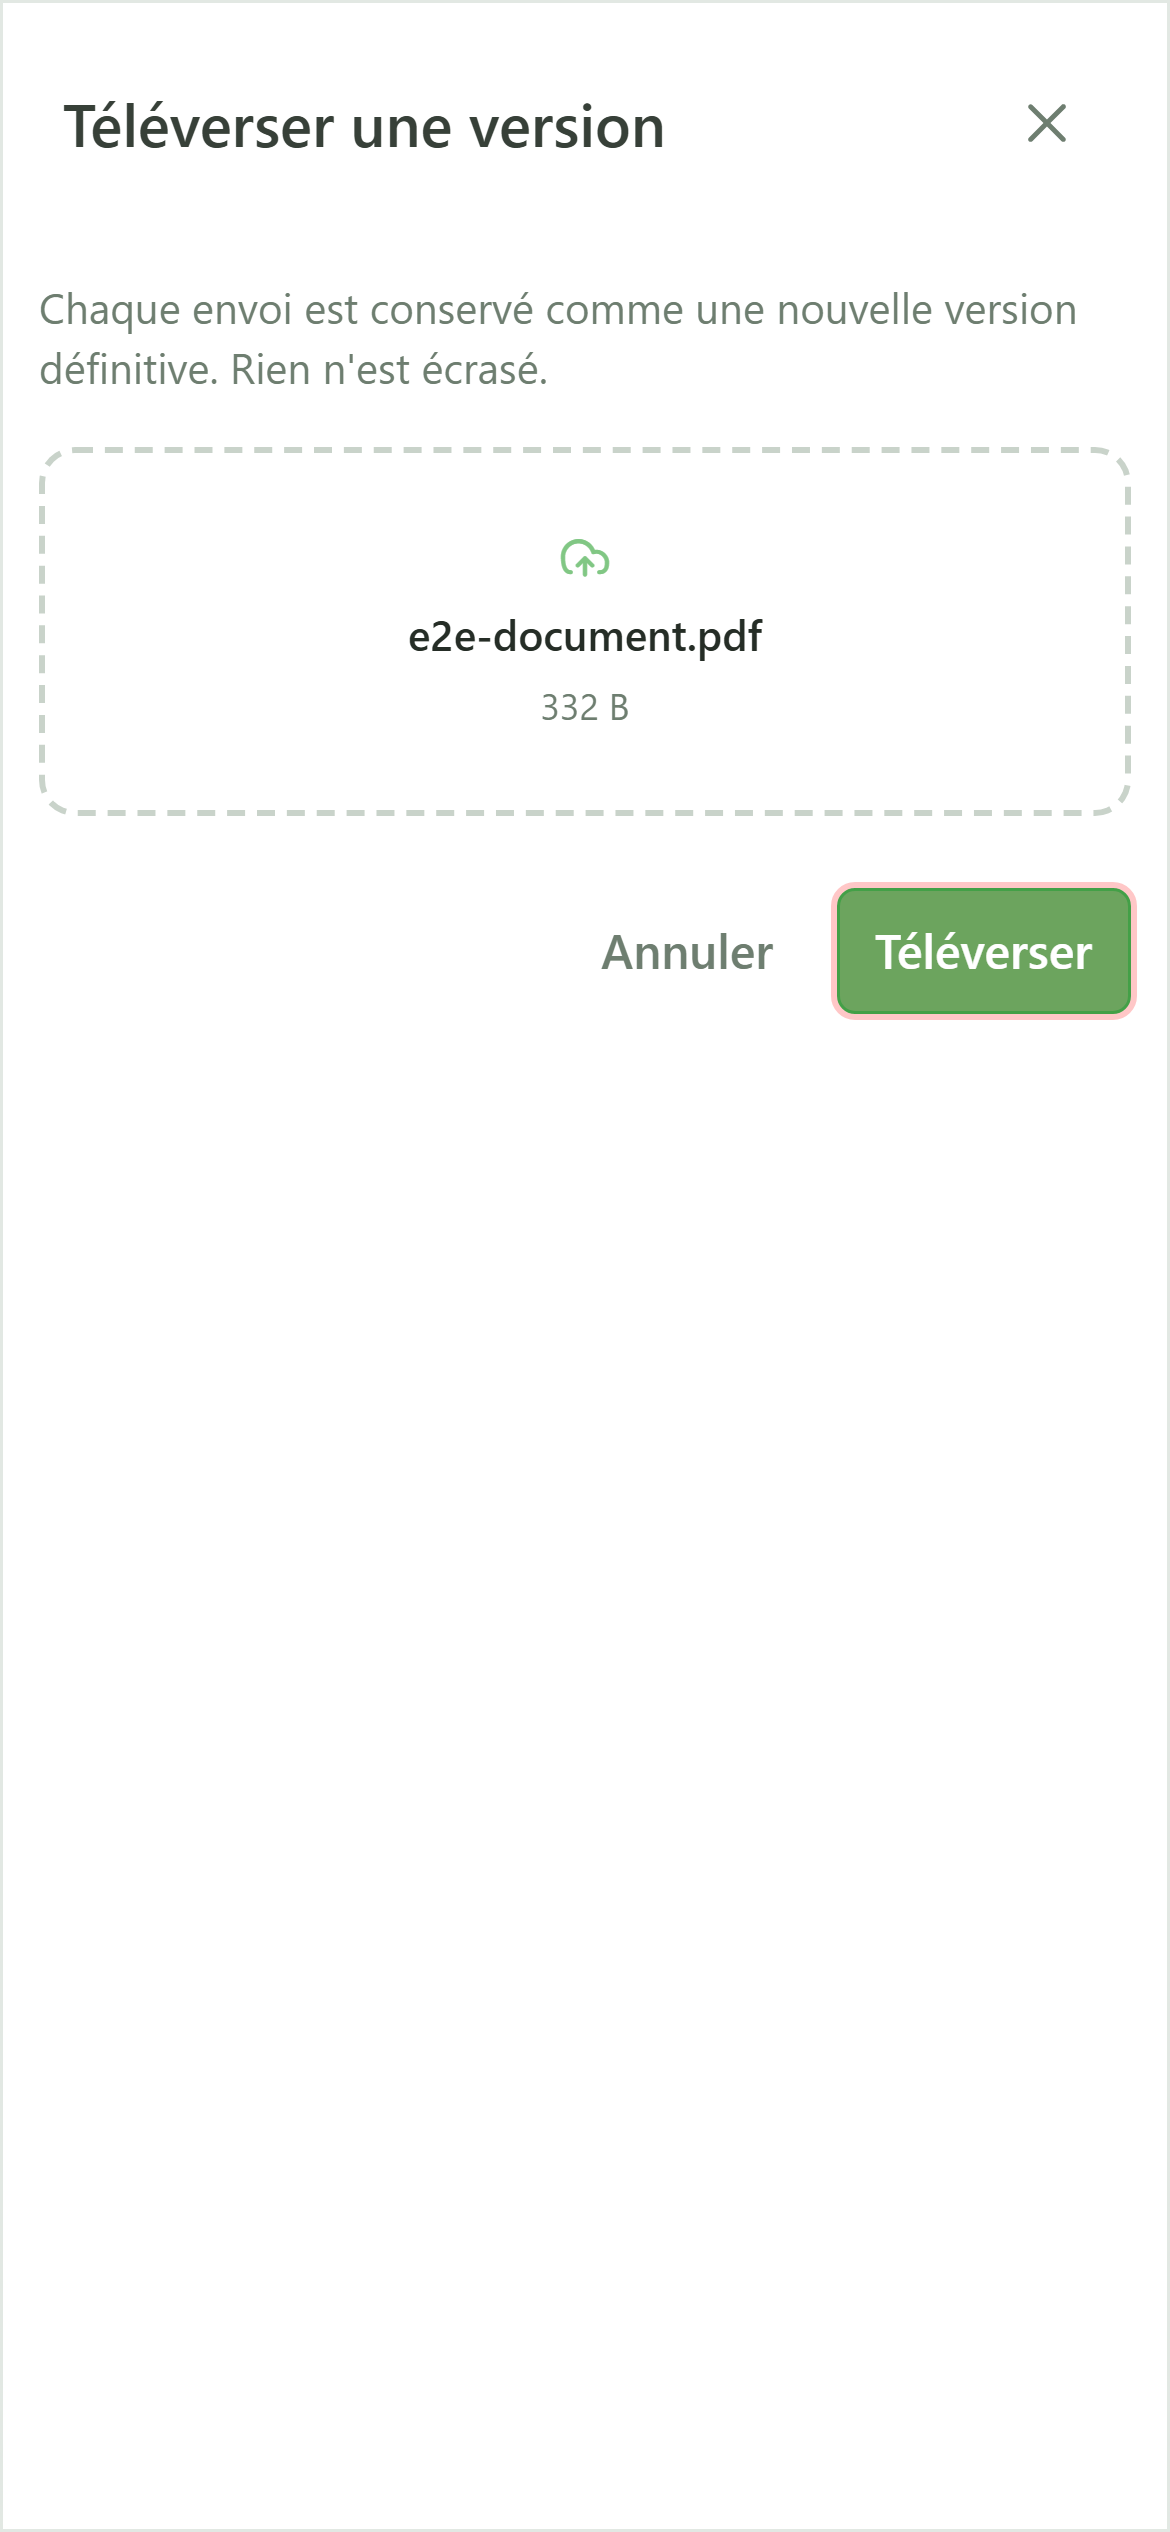 Téléverser une version
Chaque envoi est conservé comme une nouvelle version
définitive. Rien n'est écrasé.
e2e-document.pdf
332 B
Annuler
Téléverser